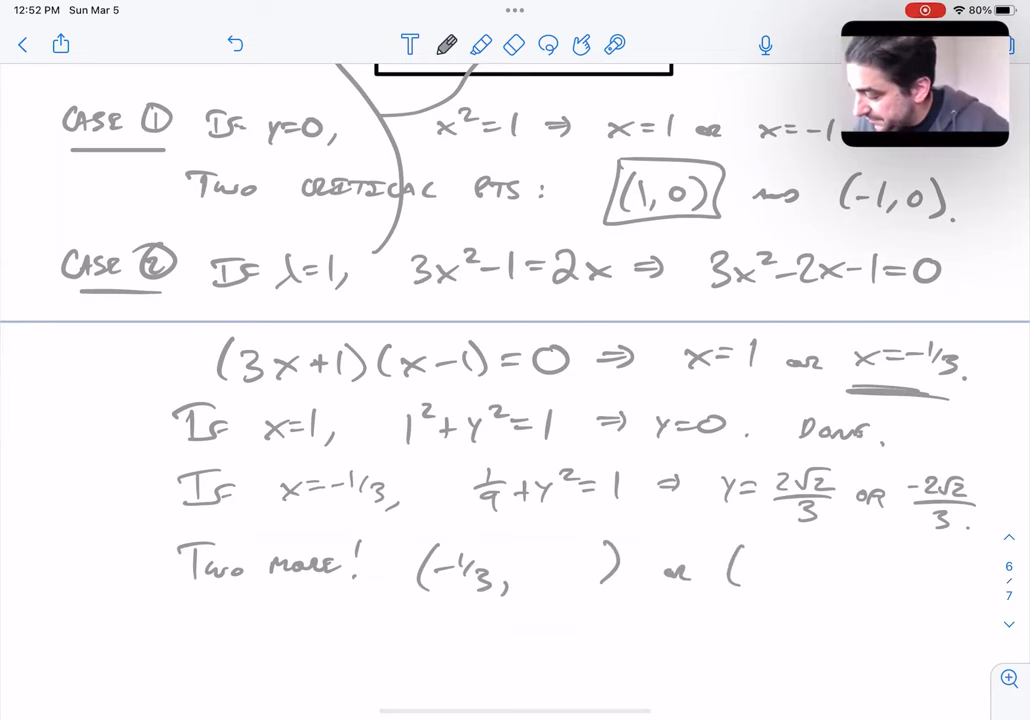 12:52 PM Sun Mar 5
80%
CASE ① IF y=0, x²=1 ⇒ x=1 OR x=-1
TWO CRITICAL PTS: (1,0) AND (-1,0).
CASE ② IF λ=1, 3x²-1=2x ⇒ 3x²-2x-1=0
(3x+1)(x-1)=0 ⇒ x=1 OR x=-1/3.
IF x=1, 1²+y²=1 ⇒ y=0. DONE.
IF x=-1/3, 1/9+y²=1 ⇒ y=2√2/3 OR -2√2/3.
TWO MORE! (-1/3, ) OR (
6
/
7